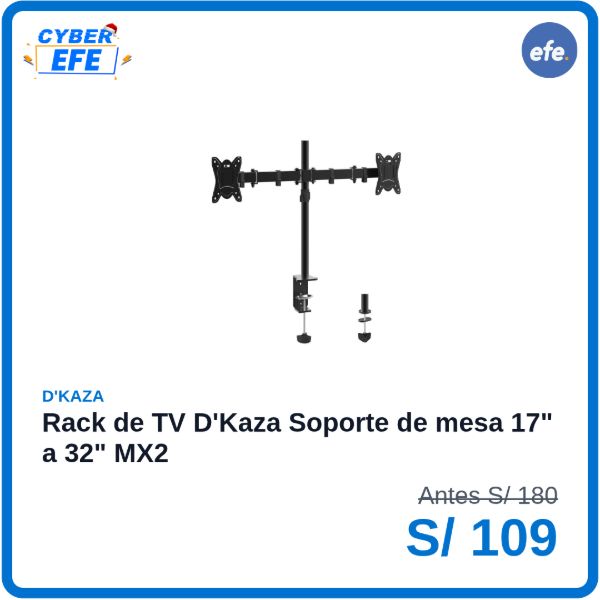 CYBER
EFE
efe.
D'KAZA
Rack de TV D'Kaza Soporte de mesa 17"
a 32" MX2
Antes S/ 180
S/ 109